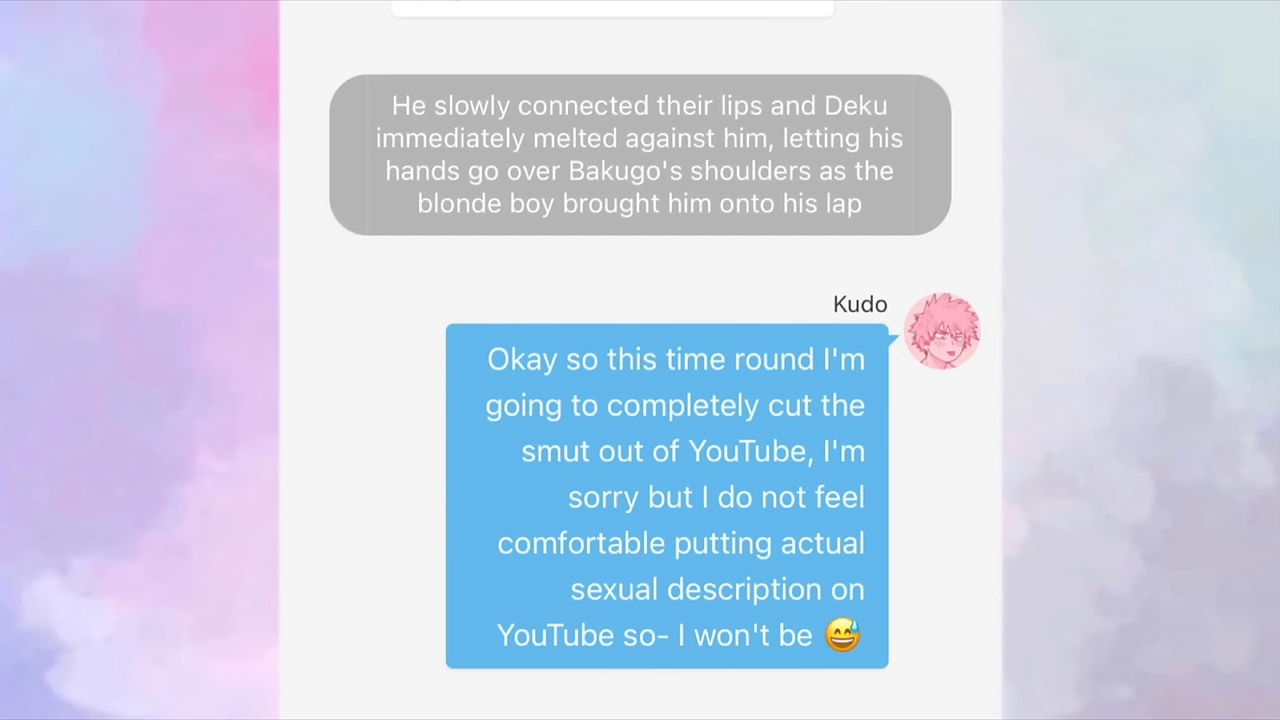 He slowly connected their lips and Deku
immediately melted against him, letting his
hands go over Bakugo's shoulders as the
blonde boy brought him onto his lap
Kudo
Okay so this time round I'm
going to completely cut the
smut out of YouTube, I'm
sorry but I do not feel
comfortable putting actual
sexual description on
YouTube so- I won't be 😅